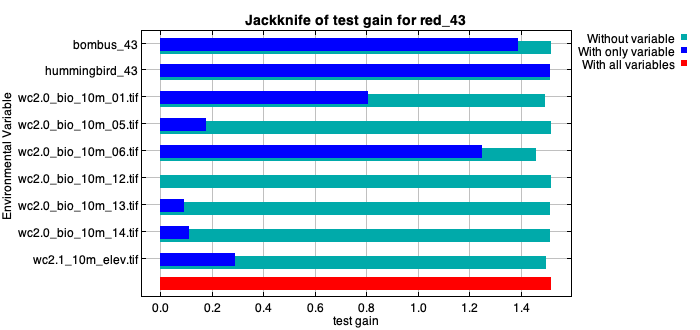 Jackknife of test gain for red_43
Without variable
With only variable
With all variables
Environmental Variable
bombus_43
hummingbird_43
wc2.0_bio_10m_01.tif
wc2.0_bio_10m_05.tif
wc2.0_bio_10m_06.tif
wc2.0_bio_10m_12.tif
wc2.0_bio_10m_13.tif
wc2.0_bio_10m_14.tif
wc2.1_10m_elev.tif
0.0 0.2 0.4 0.6 0.8 1.0 1.2 1.4
test gain